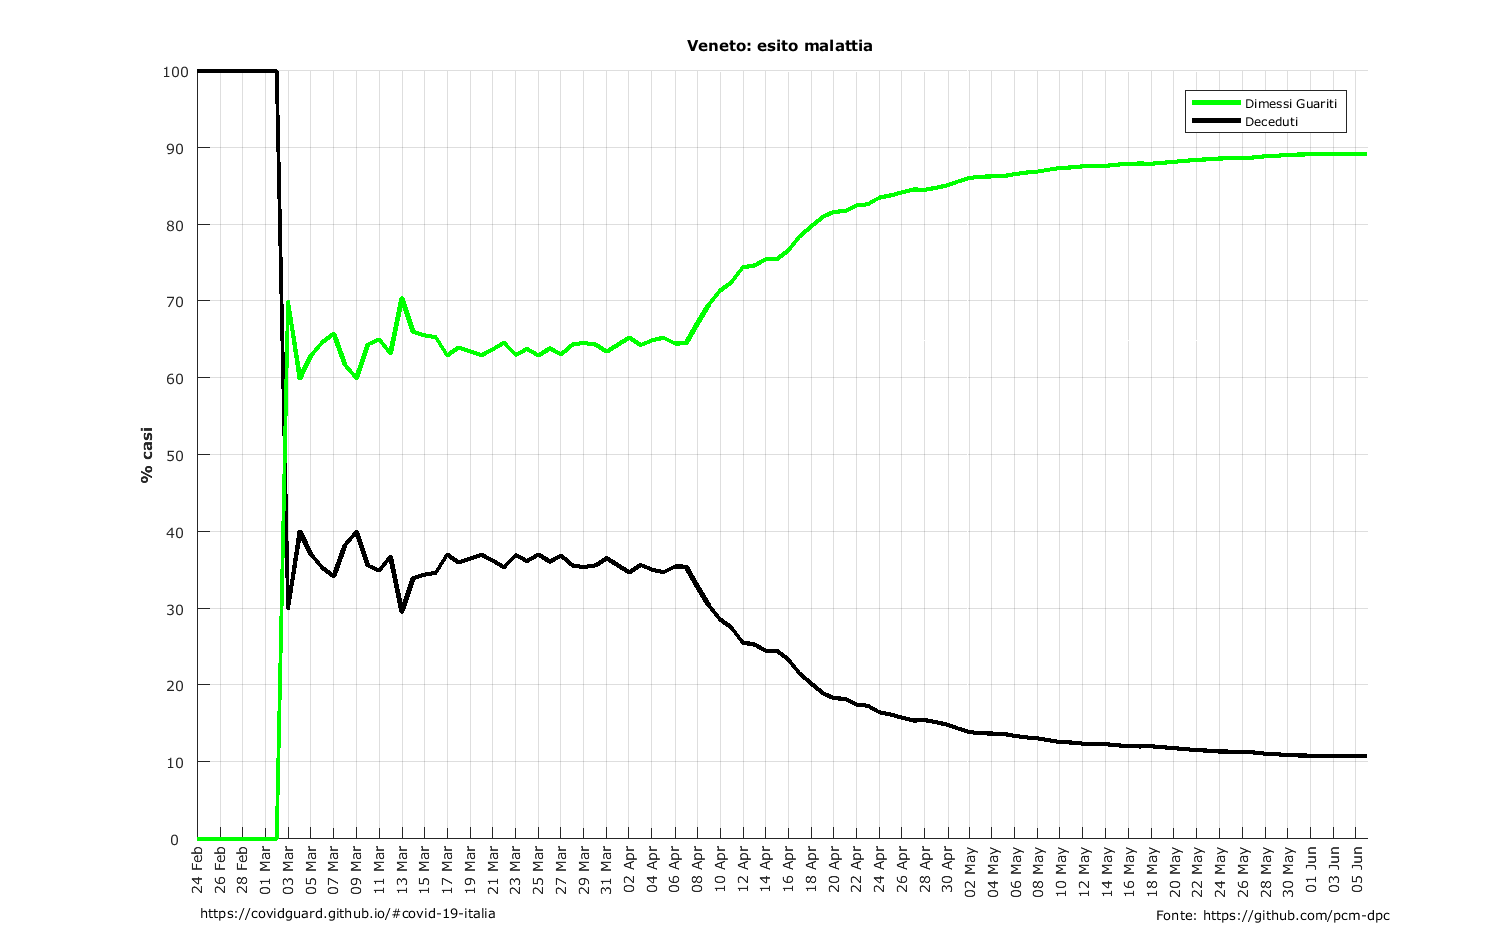 Veneto: esito malattia
Dimessi Guariti
Deceduti
% casi
100
90
80
70
60
50
40
30
20
10
0
24 Feb
26 Feb
28 Feb
01 Mar
03 Mar
05 Mar
07 Mar
09 Mar
11 Mar
13 Mar
15 Mar
17 Mar
19 Mar
21 Mar
23 Mar
25 Mar
27 Mar
29 Mar
31 Mar
02 Apr
04 Apr
06 Apr
08 Apr
10 Apr
12 Apr
14 Apr
16 Apr
18 Apr
20 Apr
22 Apr
24 Apr
26 Apr
28 Apr
30 Apr
02 May
04 May
06 May
08 May
10 May
12 May
14 May
16 May
18 May
20 May
22 May
24 May
26 May
28 May
30 May
01 Jun
03 Jun
05 Jun
https://covidguard.github.io/#covid-19-italia
Fonte: https://github.com/pcm-dpc